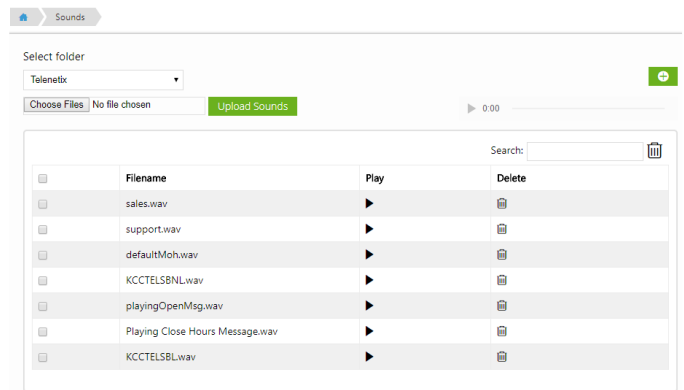 Sounds
Select folder
Telenetix
Choose Files No file chosen Upload Sounds 0:00
Search:
Filename Play Delete
sales.wav
support.wav
defaultMoh.wav
KCCTELSBNL.wav
playingOpenMsg.wav
Playing Close Hours Message.wav
KCCTELSBL.wav